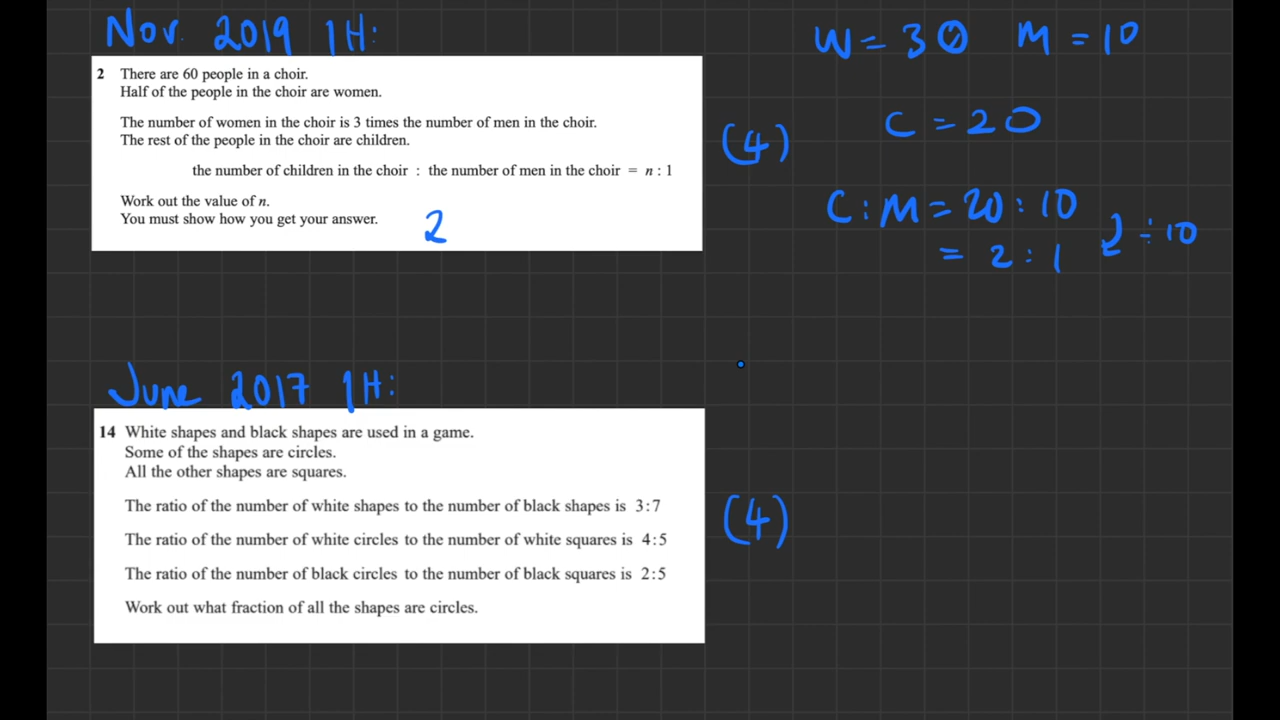 Nov. 2019 1H:
2 There are 60 people in a choir.
Half of the people in the choir are women.
The number of women in the choir is 3 times the number of men in the choir.
The rest of the people in the choir are children.
the number of children in the choir : the number of men in the choir = n : 1
Work out the value of n.
You must show how you get your answer.
2
(4)
W = 30 M = 10
C = 20
C : M = 20 : 10
= 2 : 1
÷ 10
June 2017 1H:
14 White shapes and black shapes are used in a game.
Some of the shapes are circles.
All the other shapes are squares.
The ratio of the number of white shapes to the number of black shapes is 3:7
The ratio of the number of white circles to the number of white squares is 4:5
The ratio of the number of black circles to the number of black squares is 2:5
Work out what fraction of all the shapes are circles.
(4)